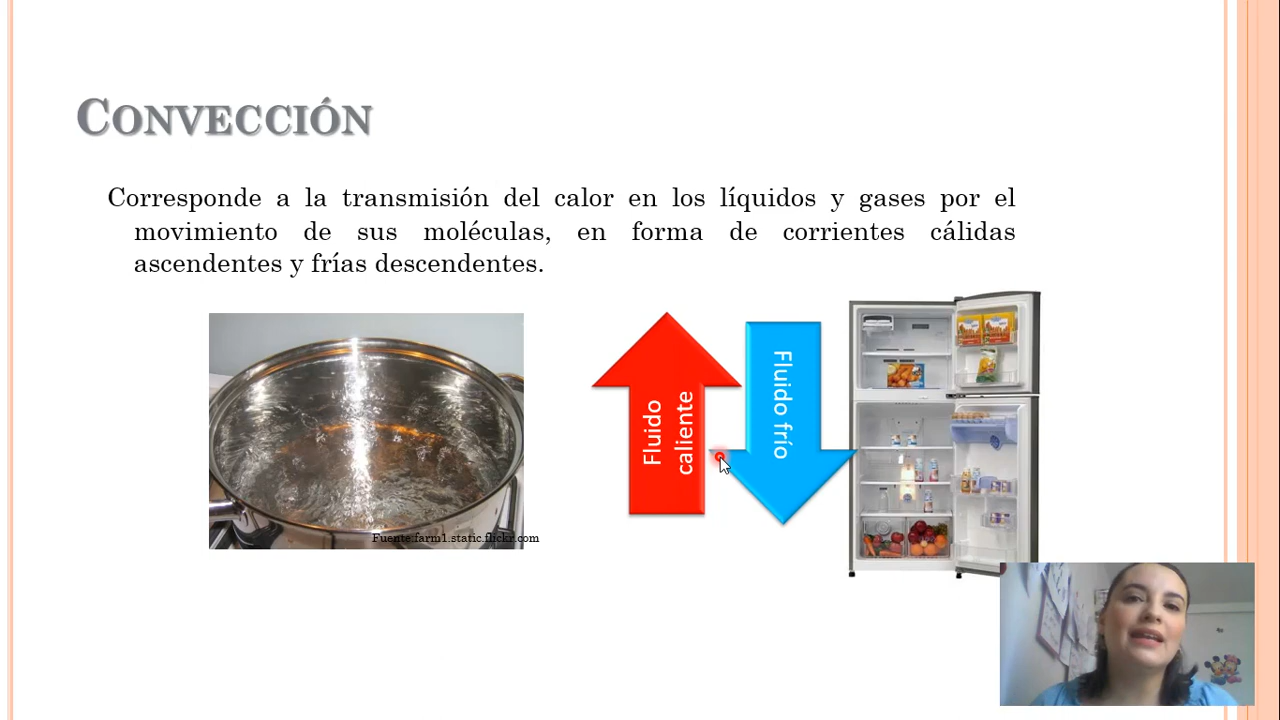 CONVECCIÓN
Corresponde a la transmisión del calor en los líquidos y gases por el
movimiento de sus moléculas, en forma de corrientes cálidas
ascendentes y frías descendentes.
Fluido
caliente
Fluido frío
Fuente:farm1.static.flickr.com